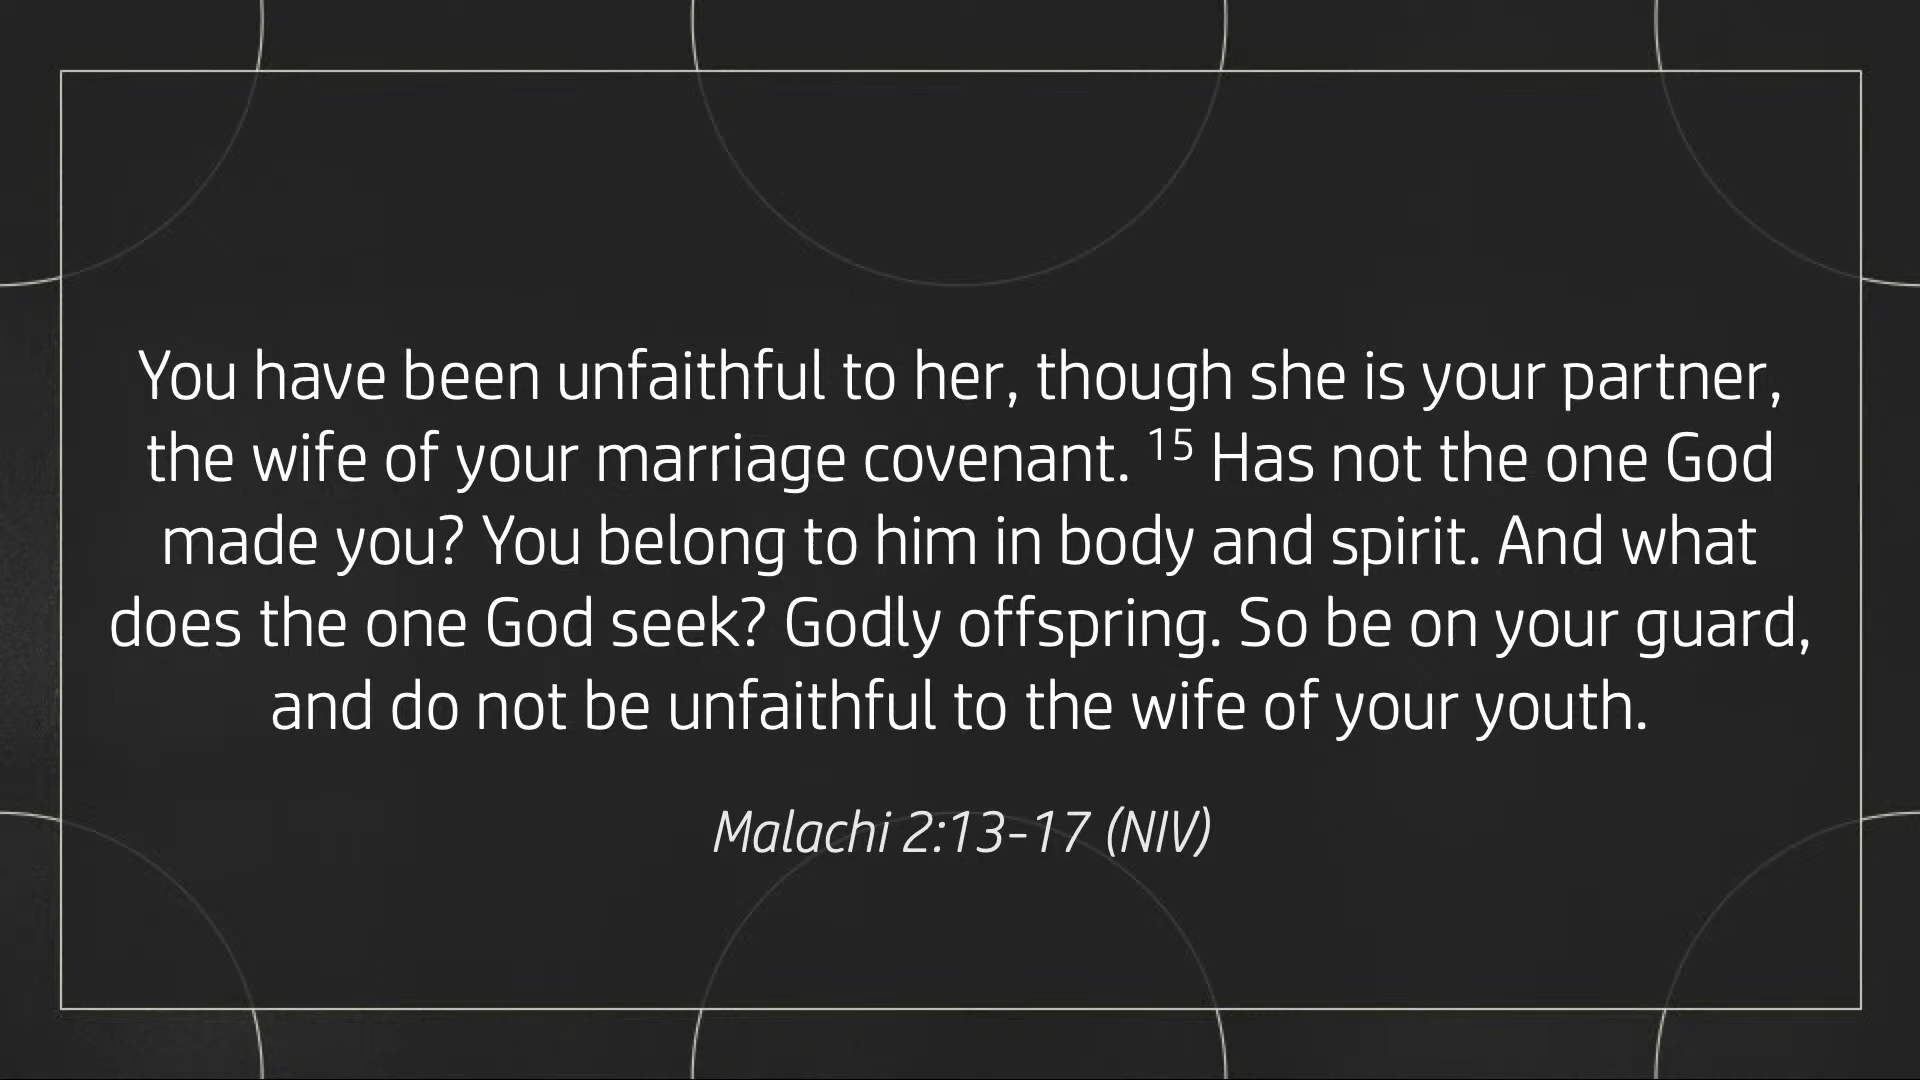 You have been unfaithful to her, though she is your partner,
the wife of your marriage covenant. ¹⁵ Has not the one God
made you? You belong to him in body and spirit. And what
does the one God seek? Godly offspring. So be on your guard,
and do not be unfaithful to the wife of your youth.
Malachi 2:13-17 (NIV)